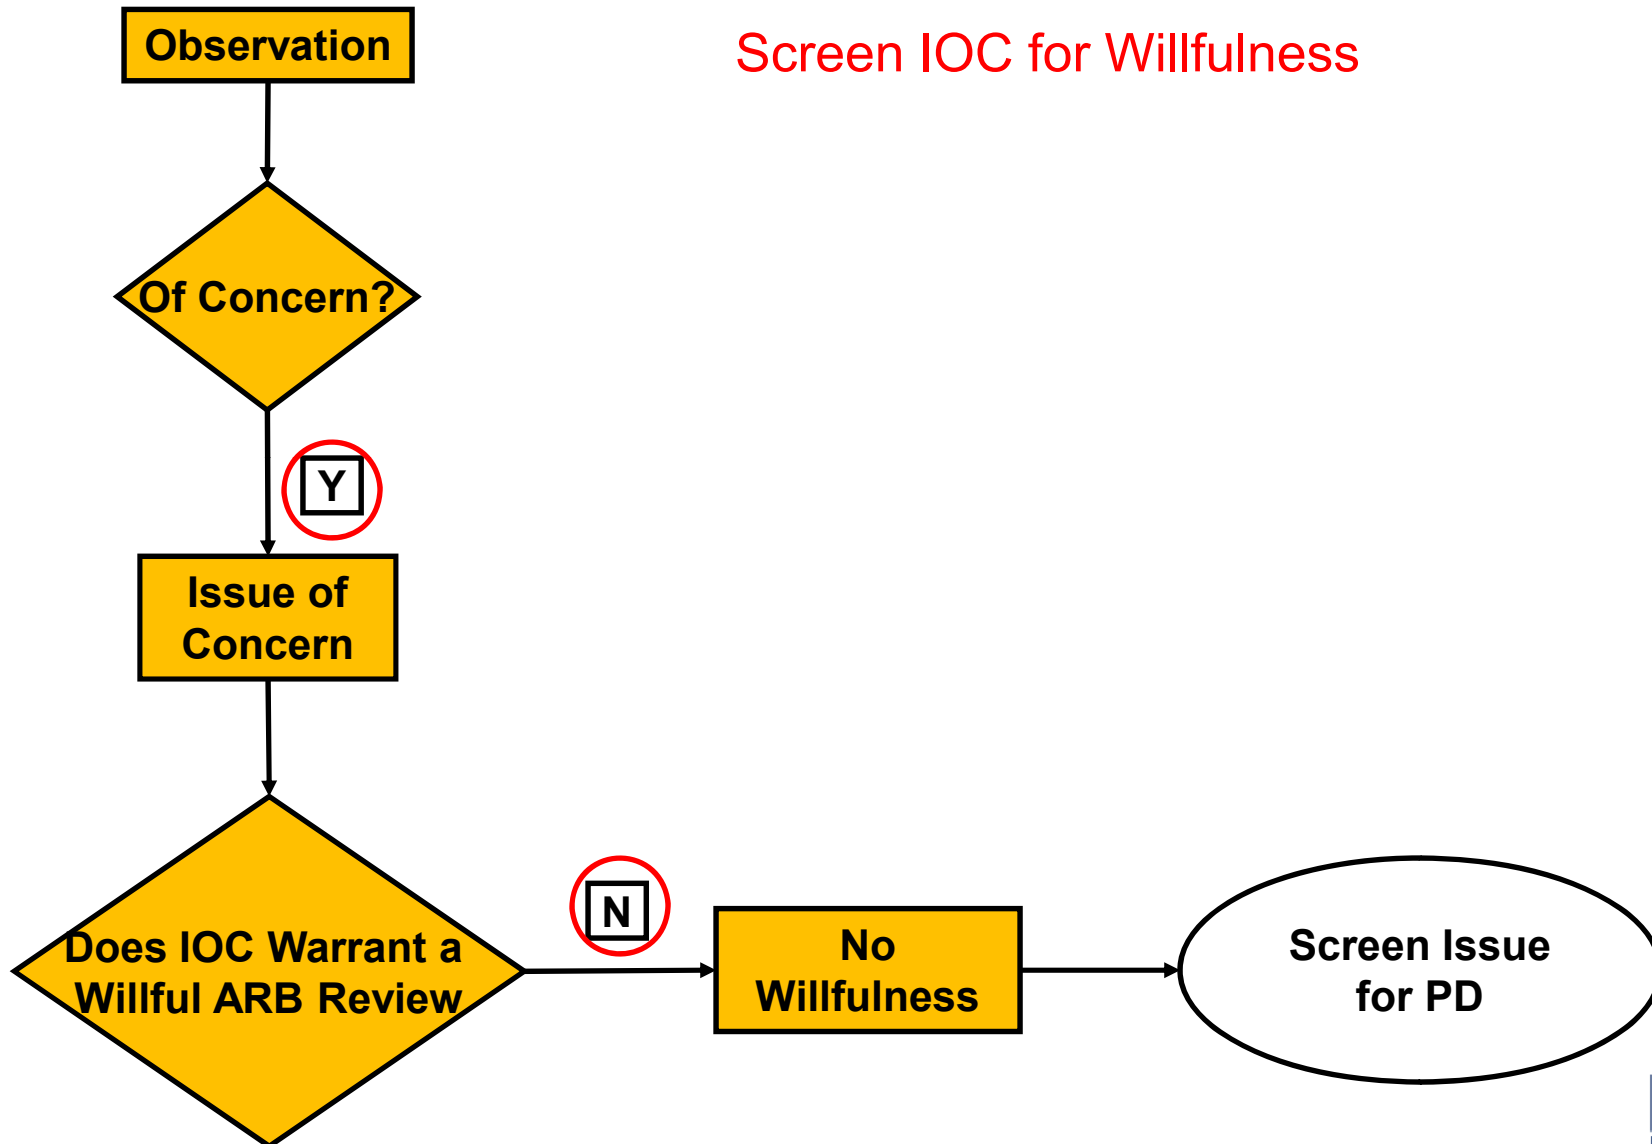 Observation
Screen IOC for Willfulness
Of Concern?
Y
Issue of
Concern
Does IOC Warrant a
Willful ARB Review
N
No
Willfulness
Screen Issue
for PD